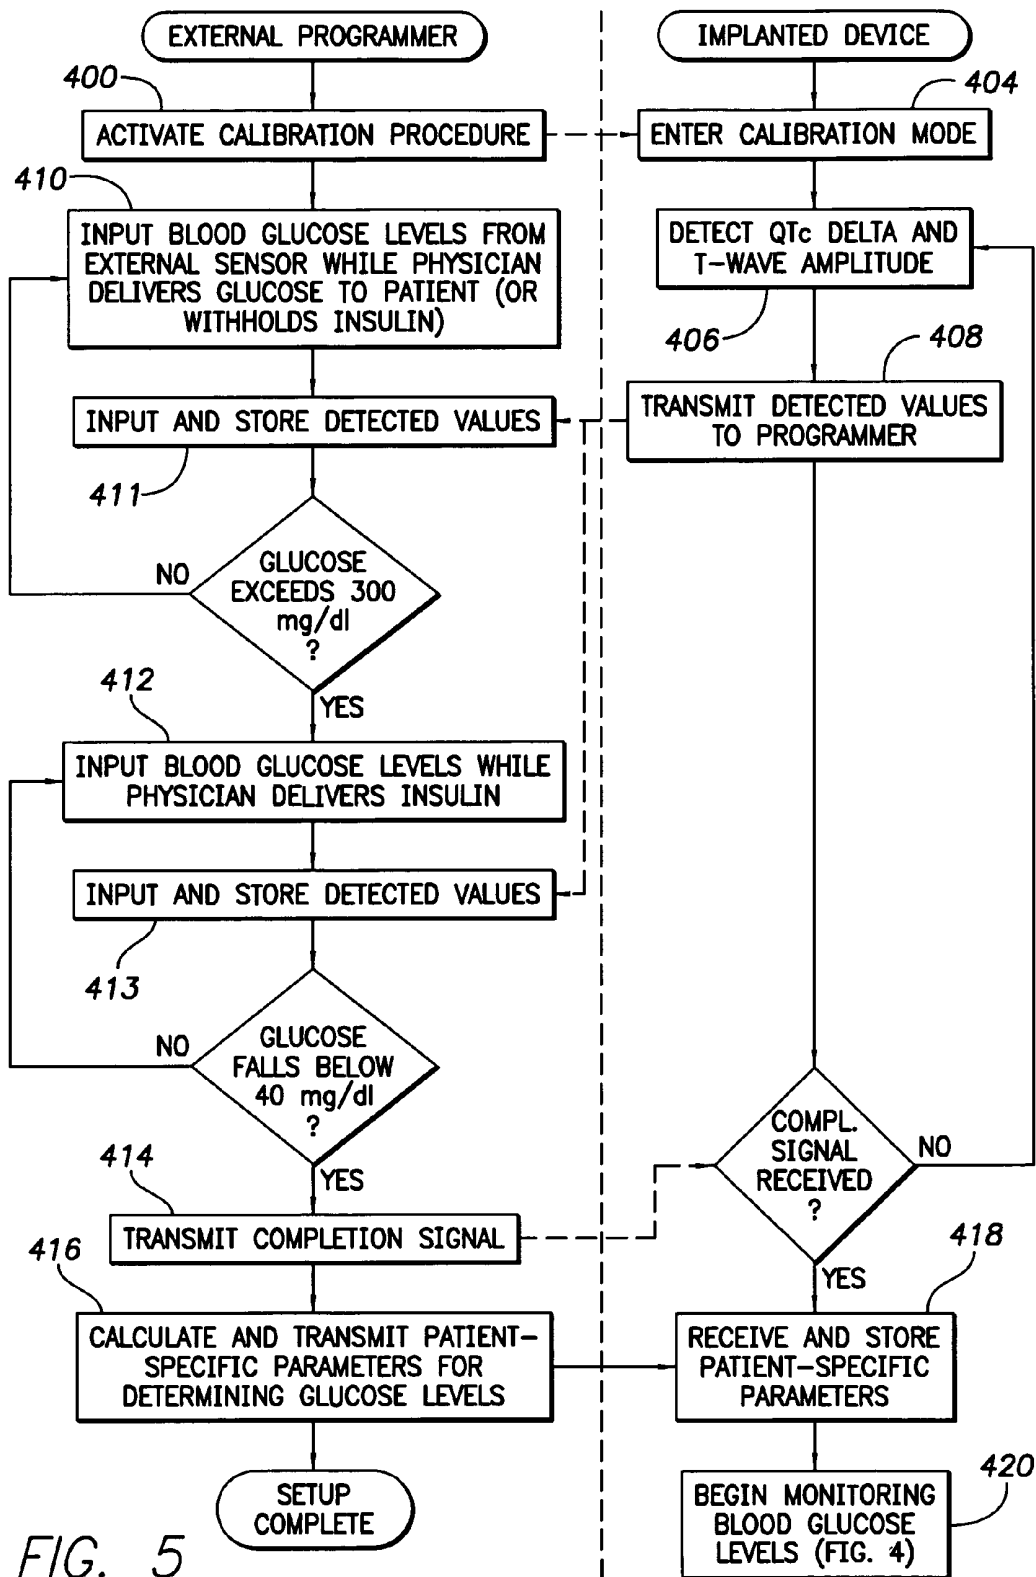 EXTERNAL PROGRAMMER
400
ACTIVATE CALIBRATION PROCEDURE
410
INPUT BLOOD GLUCOSE LEVELS FROM
EXTERNAL SENSOR WHILE PHYSICIAN
DELIVERS GLUCOSE TO PATIENT (OR
WITHHOLDS INSULIN)
INPUT AND STORE DETECTED VALUES
411
GLUCOSE
EXCEEDS 300
mg/dl
?
NO
YES
412
INPUT BLOOD GLUCOSE LEVELS WHILE
PHYSICIAN DELIVERS INSULIN
INPUT AND STORE DETECTED VALUES
413
GLUCOSE
FALLS BELOW
40 mg/dl
?
NO
YES
414
TRANSMIT COMPLETION SIGNAL
416
CALCULATE AND TRANSMIT PATIENT-
SPECIFIC PARAMETERS FOR
DETERMINING GLUCOSE LEVELS
SETUP
COMPLETE
IMPLANTED DEVICE
404
ENTER CALIBRATION MODE
DETECT QTc DELTA AND
T-WAVE AMPLITUDE
406
408
TRANSMIT DETECTED VALUES
TO PROGRAMMER
COMPL.
SIGNAL
RECEIVED
?
NO
YES
418
RECEIVE AND STORE
PATIENT-SPECIFIC
PARAMETERS
420
BEGIN MONITORING
BLOOD GLUCOSE
LEVELS (FIG. 4)
FIG. 5